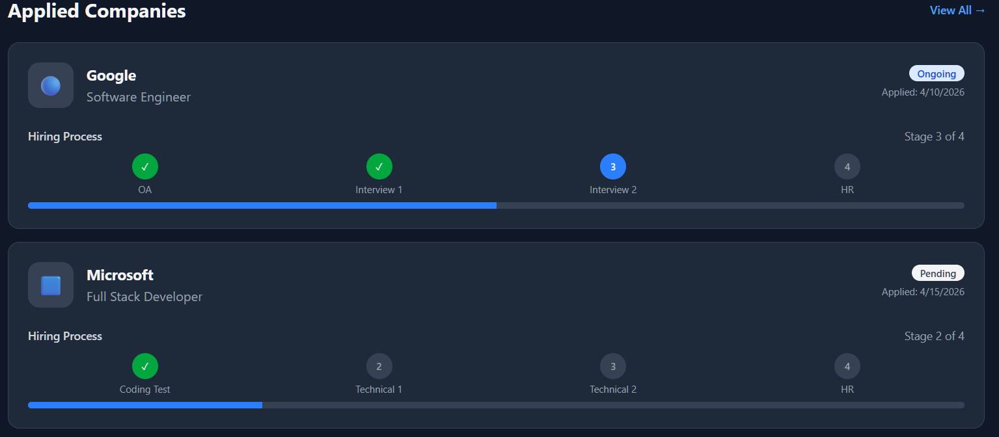 Applied Companies
View All →
Google
Ongoing
Software Engineer
Applied: 4/10/2026
Hiring Process
Stage 3 of 4
✓ ✓ 3 4
OA Interview 1 Interview 2 HR
Microsoft
Pending
Full Stack Developer
Applied: 4/15/2026
Hiring Process
Stage 2 of 4
✓ 2 3 4
Coding Test Technical 1 Technical 2 HR